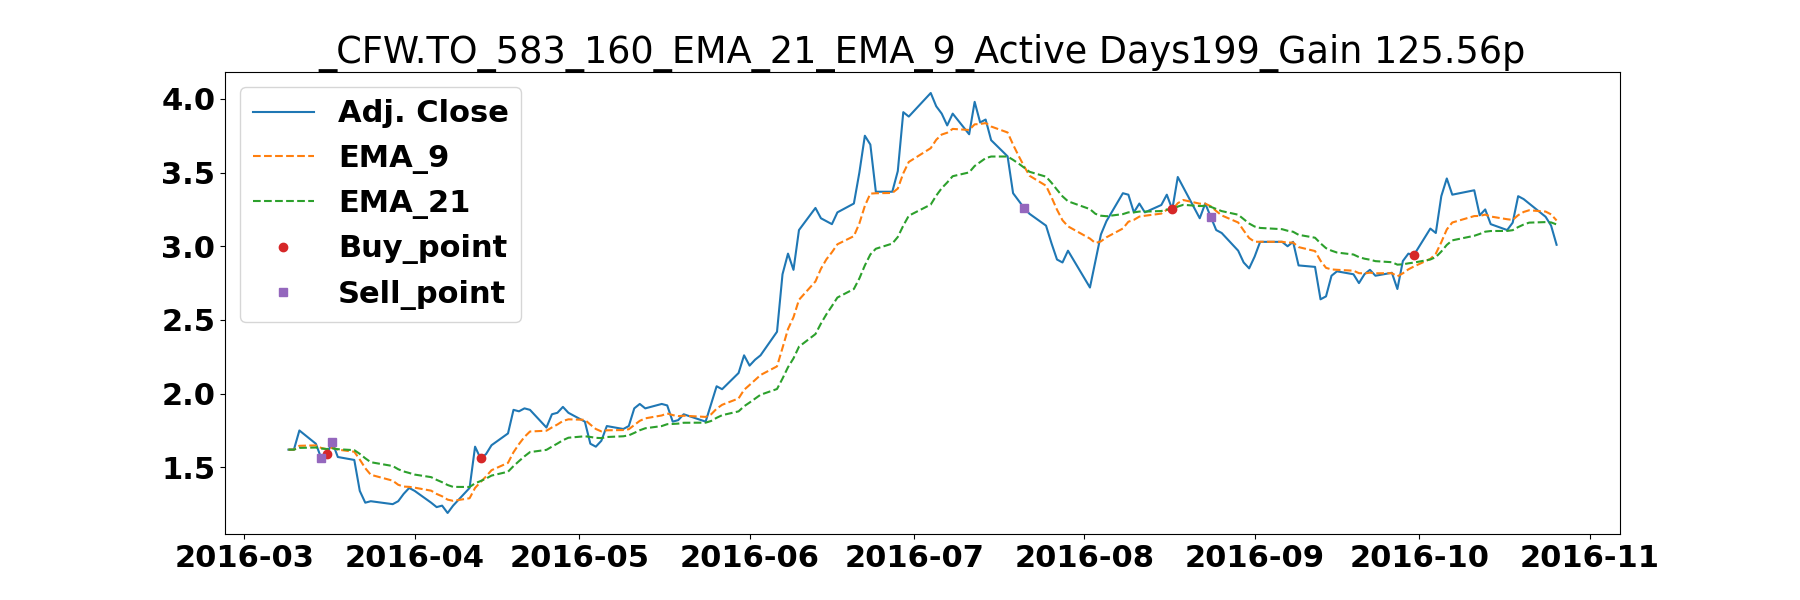 _CFW.TO_583_160_EMA_21_EMA_9_Active Days199_Gain 125.56p
4.0
3.5
3.0
2.5
2.0
1.5
Adj. Close
EMA_9
EMA_21
Buy_point
Sell_point
2016-03 2016-04 2016-05 2016-06 2016-07 2016-08 2016-09 2016-10 2016-11